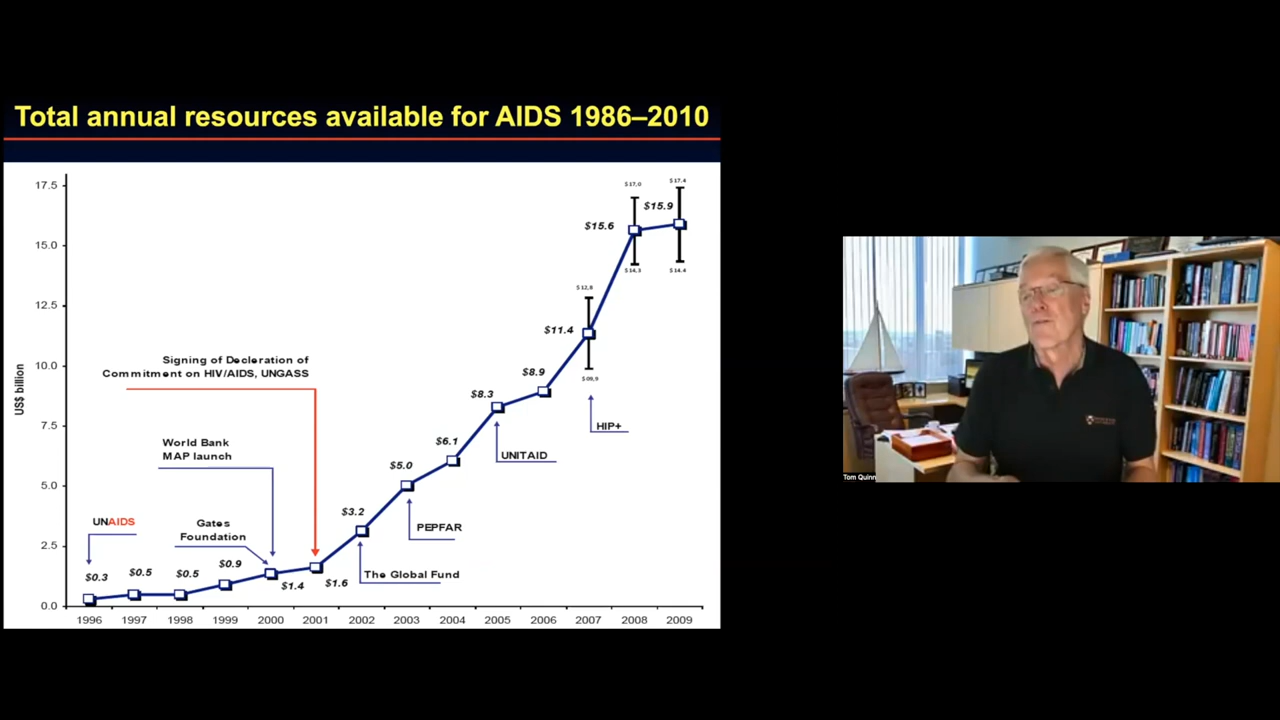 Total annual resources available for AIDS 1986–2010
US$ billion
17.5
15.0
12.5
10.0
7.5
5.0
2.5
0.0
1996 1997 1998 1999 2000 2001 2002 2003 2004 2005 2006 2007 2008 2009
UNAIDS
Gates
Foundation
World Bank
MAP launch
Signing of Decleration of
Commitment on HIV/AIDS, UNGASS
The Global Fund
PEPFAR
UNITAID
HIP+
$0.3
$0.5
$0.5
$0.9
$1.4
$1.6
$3.2
$5.0
$6.1
$8.3
$8.9
$11.4
$12,8
$09,9
$15.6
$17,0
$14,3
$15.9
$17.4
$14.4
Tom Quinn